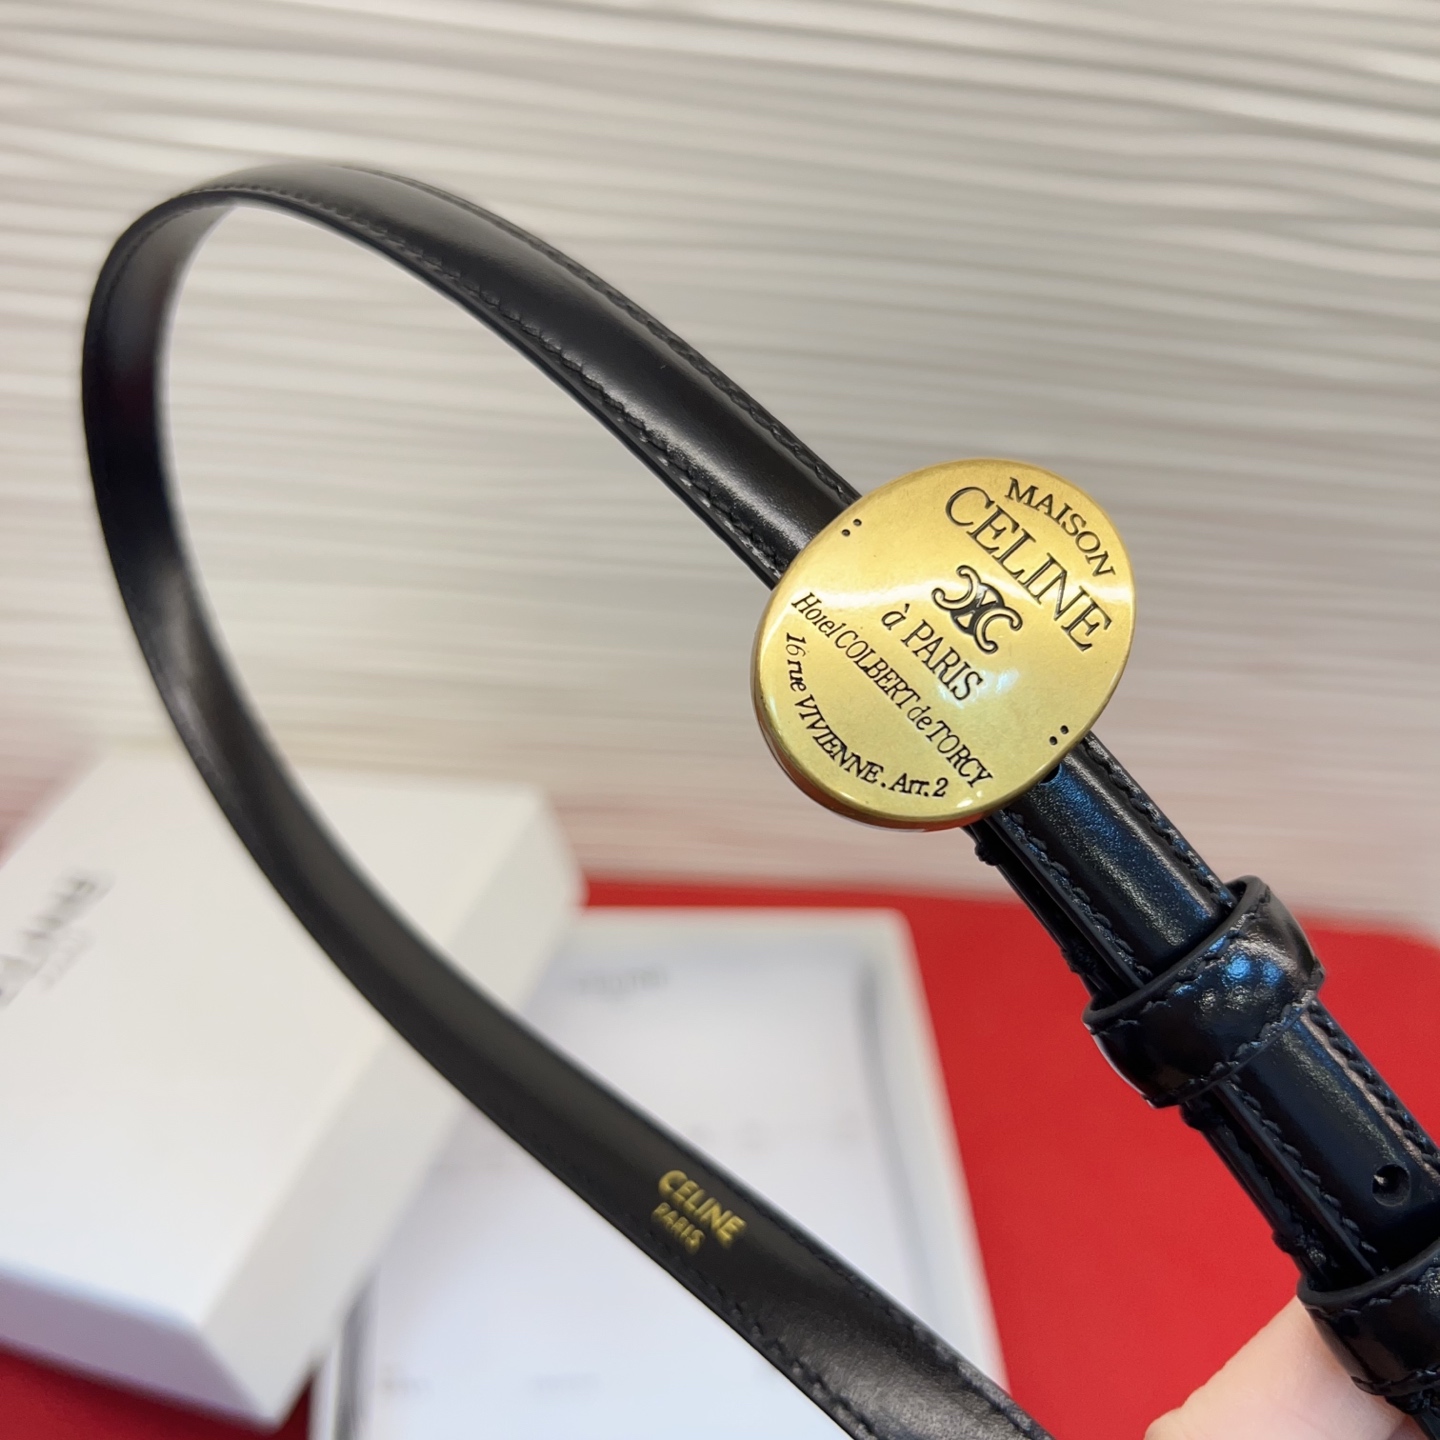 MAISON
CELINE
à PARIS
Hotel COLBERT de TORCY
16 rue VIVIENNE. Arr. 2
CELINE
PARIS